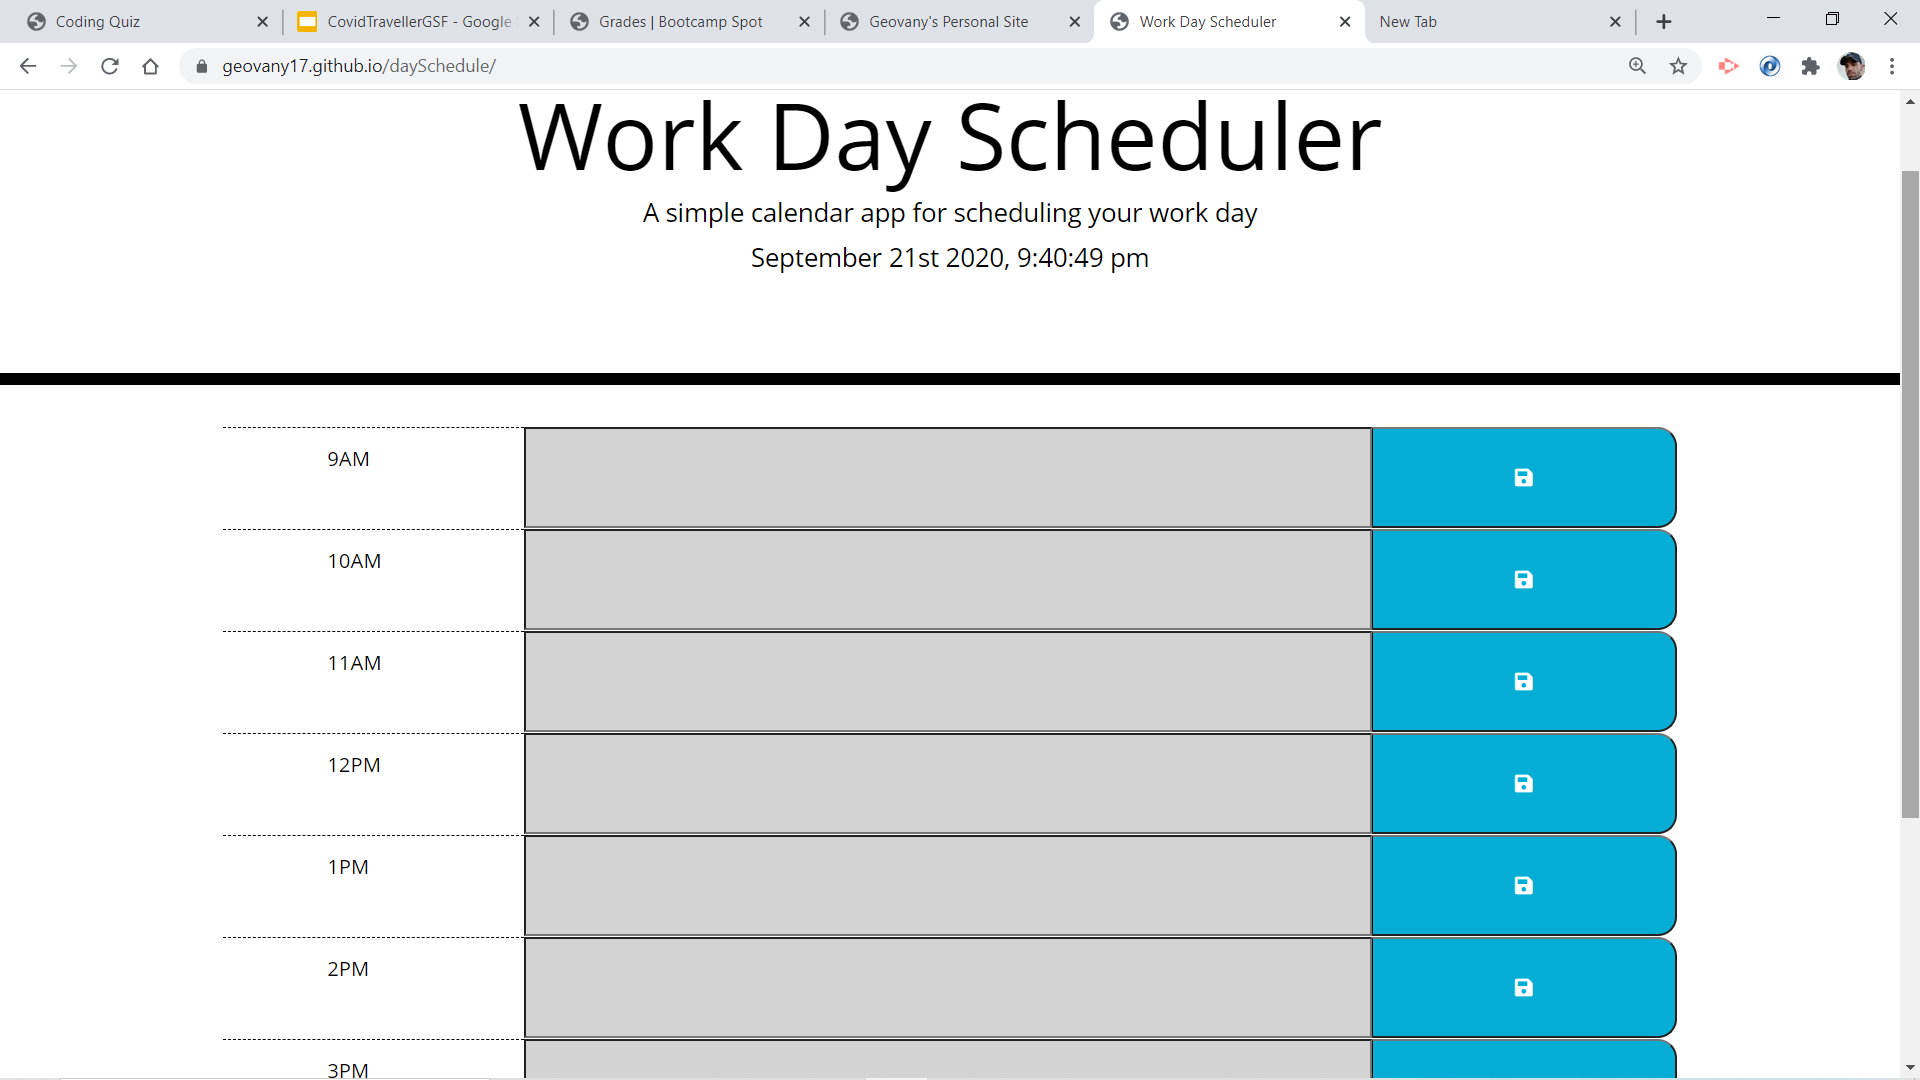 Coding Quiz
CovidTravellerGSF - Google
Grades | Bootcamp Spot
Geovany's Personal Site
Work Day Scheduler
New Tab
geovany17.github.io/daySchedule/
Work Day Scheduler
A simple calendar app for scheduling your work day
September 21st 2020, 9:40:49 pm
9AM
10AM
11AM
12PM
1PM
2PM
3PM